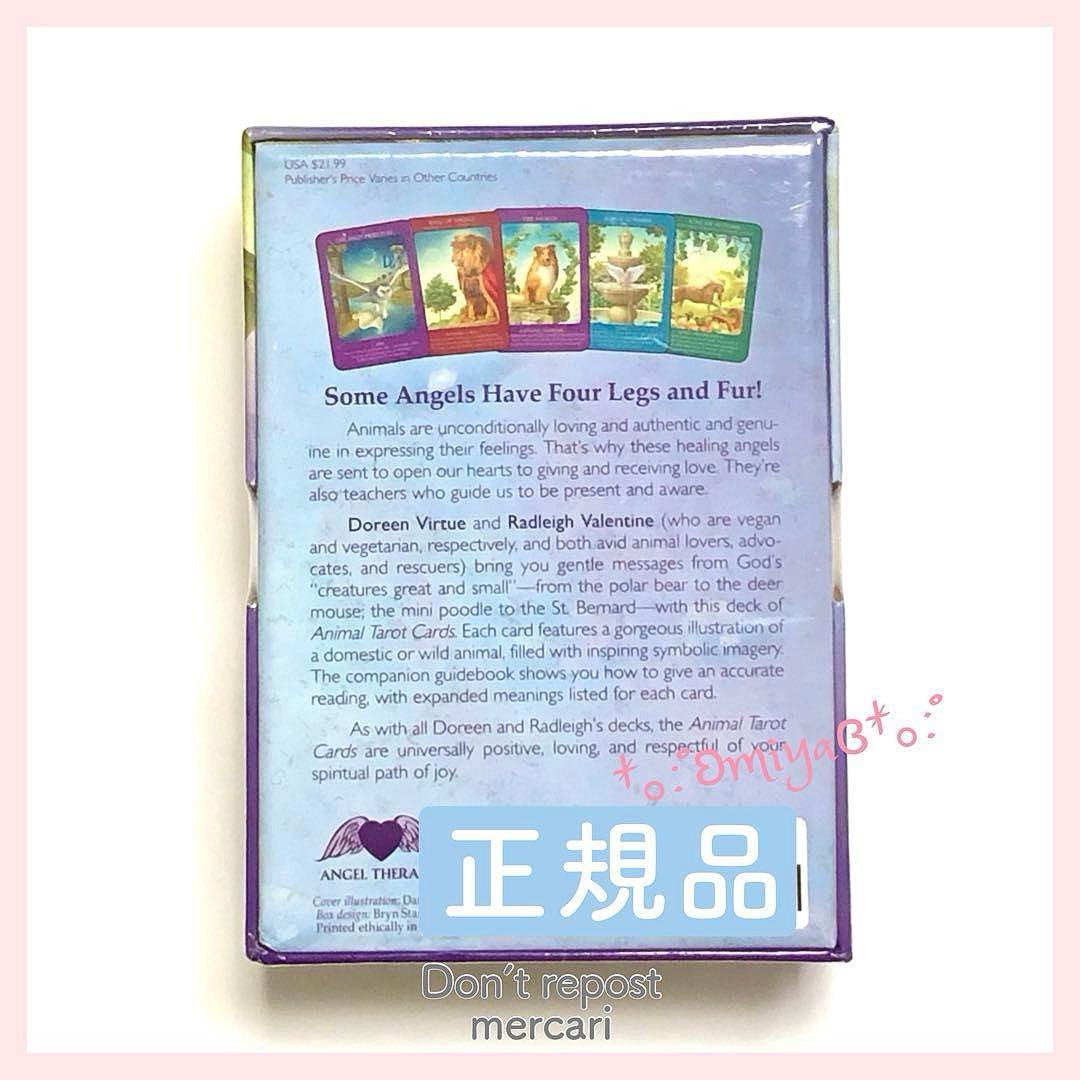 USA $21.99
Publisher's Price Varies in Other Countries
Some Angels Have Four Legs and Fur!
Animals are unconditionally loving and authentic and genu-
ine in expressing their feelings. That's why these healing angels
are sent to open our hearts to giving and receiving love. They're
also teachers who guide us to be present and aware.
Doreen Virtue and Radleigh Valentine (who are vegan
and vegetarian, respectively, and both avid animal lovers, advo-
cates, and rescuers) bring you gentle messages from God's
"creatures great and small"—from the polar bear to the deer
mouse; the mini poodle to the St. Bernard—with this deck of
Animal Tarot Cards. Each card features a gorgeous illustration of
a domestic or wild animal, filled with inspiring symbolic imagery.
The companion guidebook shows you how to give an accurate
reading, with expanded meanings listed for each card.
As with all Doreen and Radleigh's decks, the Animal Tarot
Cards are universally positive, loving, and respectful of your
spiritual path of joy.
*。:゚ømiyaB*。:゚
正規品
ANGEL THERA
Cover illustration: Da
Box design: Bryn Sta
Printed ethically in
Don't repost
mercari